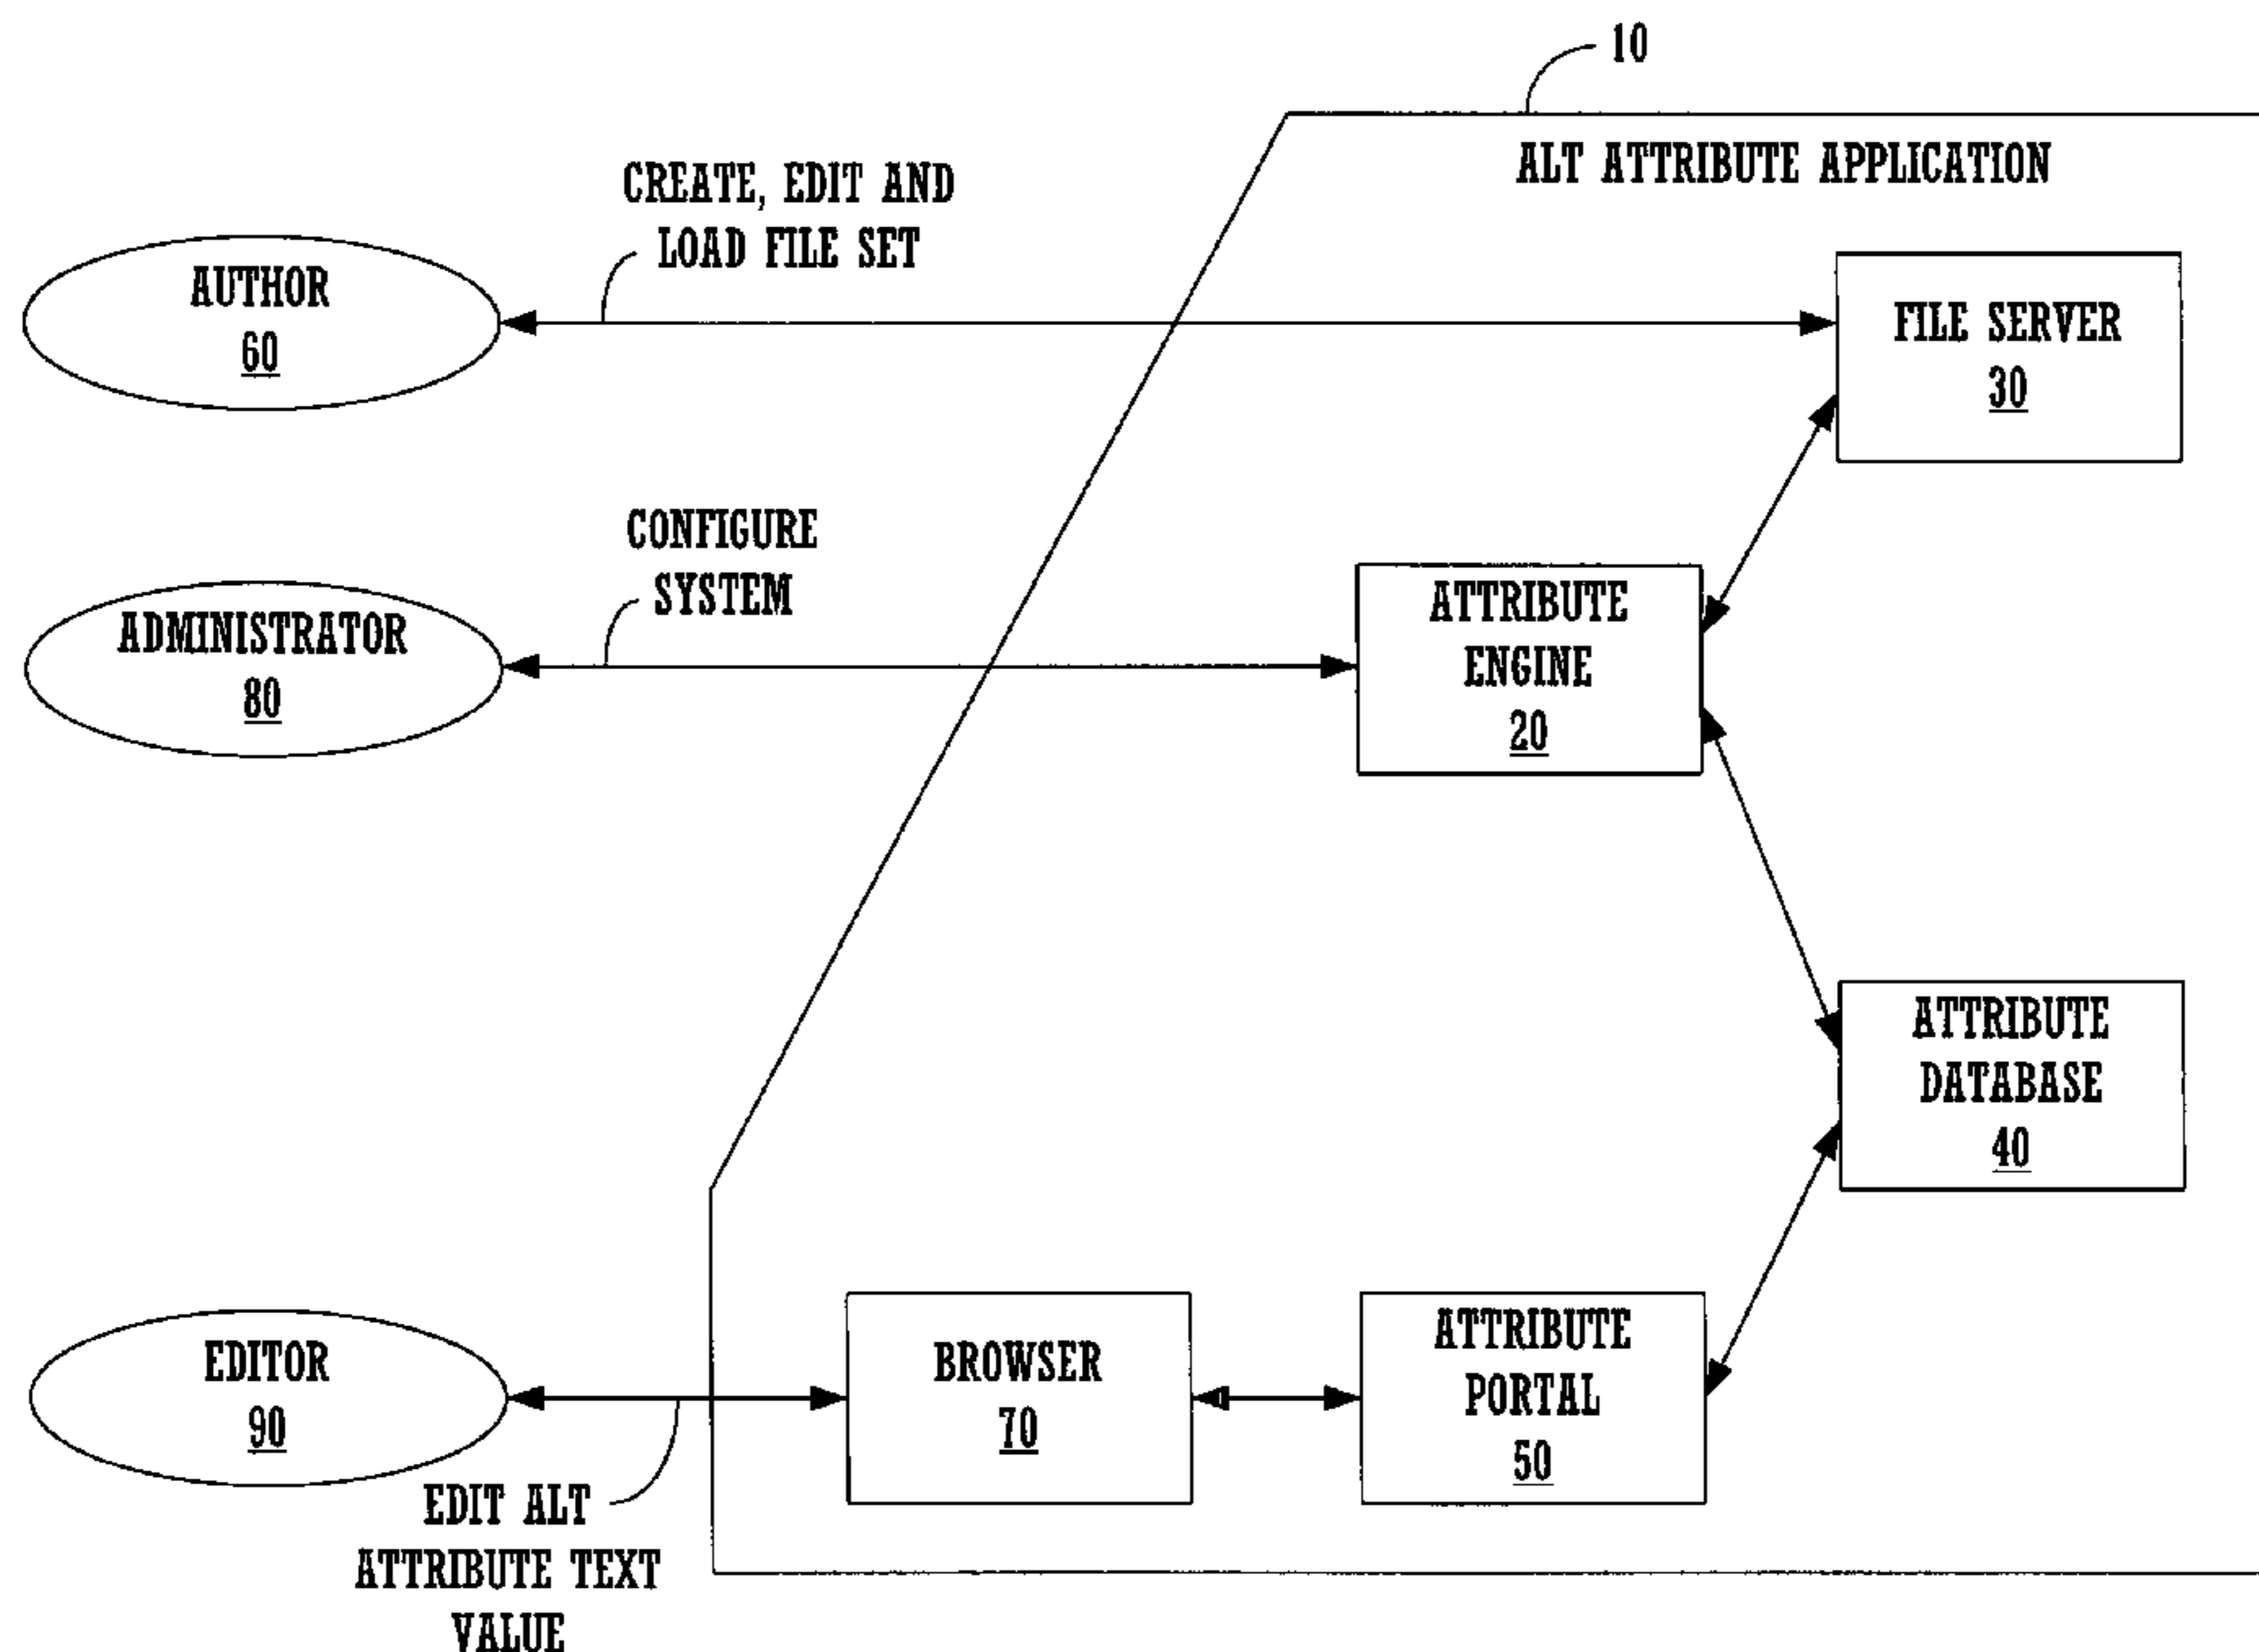 10
ALT ATTRIBUTE APPLICATION
CREATE, EDIT AND
LOAD FILE SET
AUTHOR
60
FILE SERVER
30
CONFIGURE
SYSTEM
ADMINISTRATOR
80
ATTRIBUTE
ENGINE
20
ATTRIBUTE
DATABASE
40
EDITOR
90
BROWSER
70
ATTRIBUTE
PORTAL
50
EDIT ALT
ATTRIBUTE TEXT
VALUE